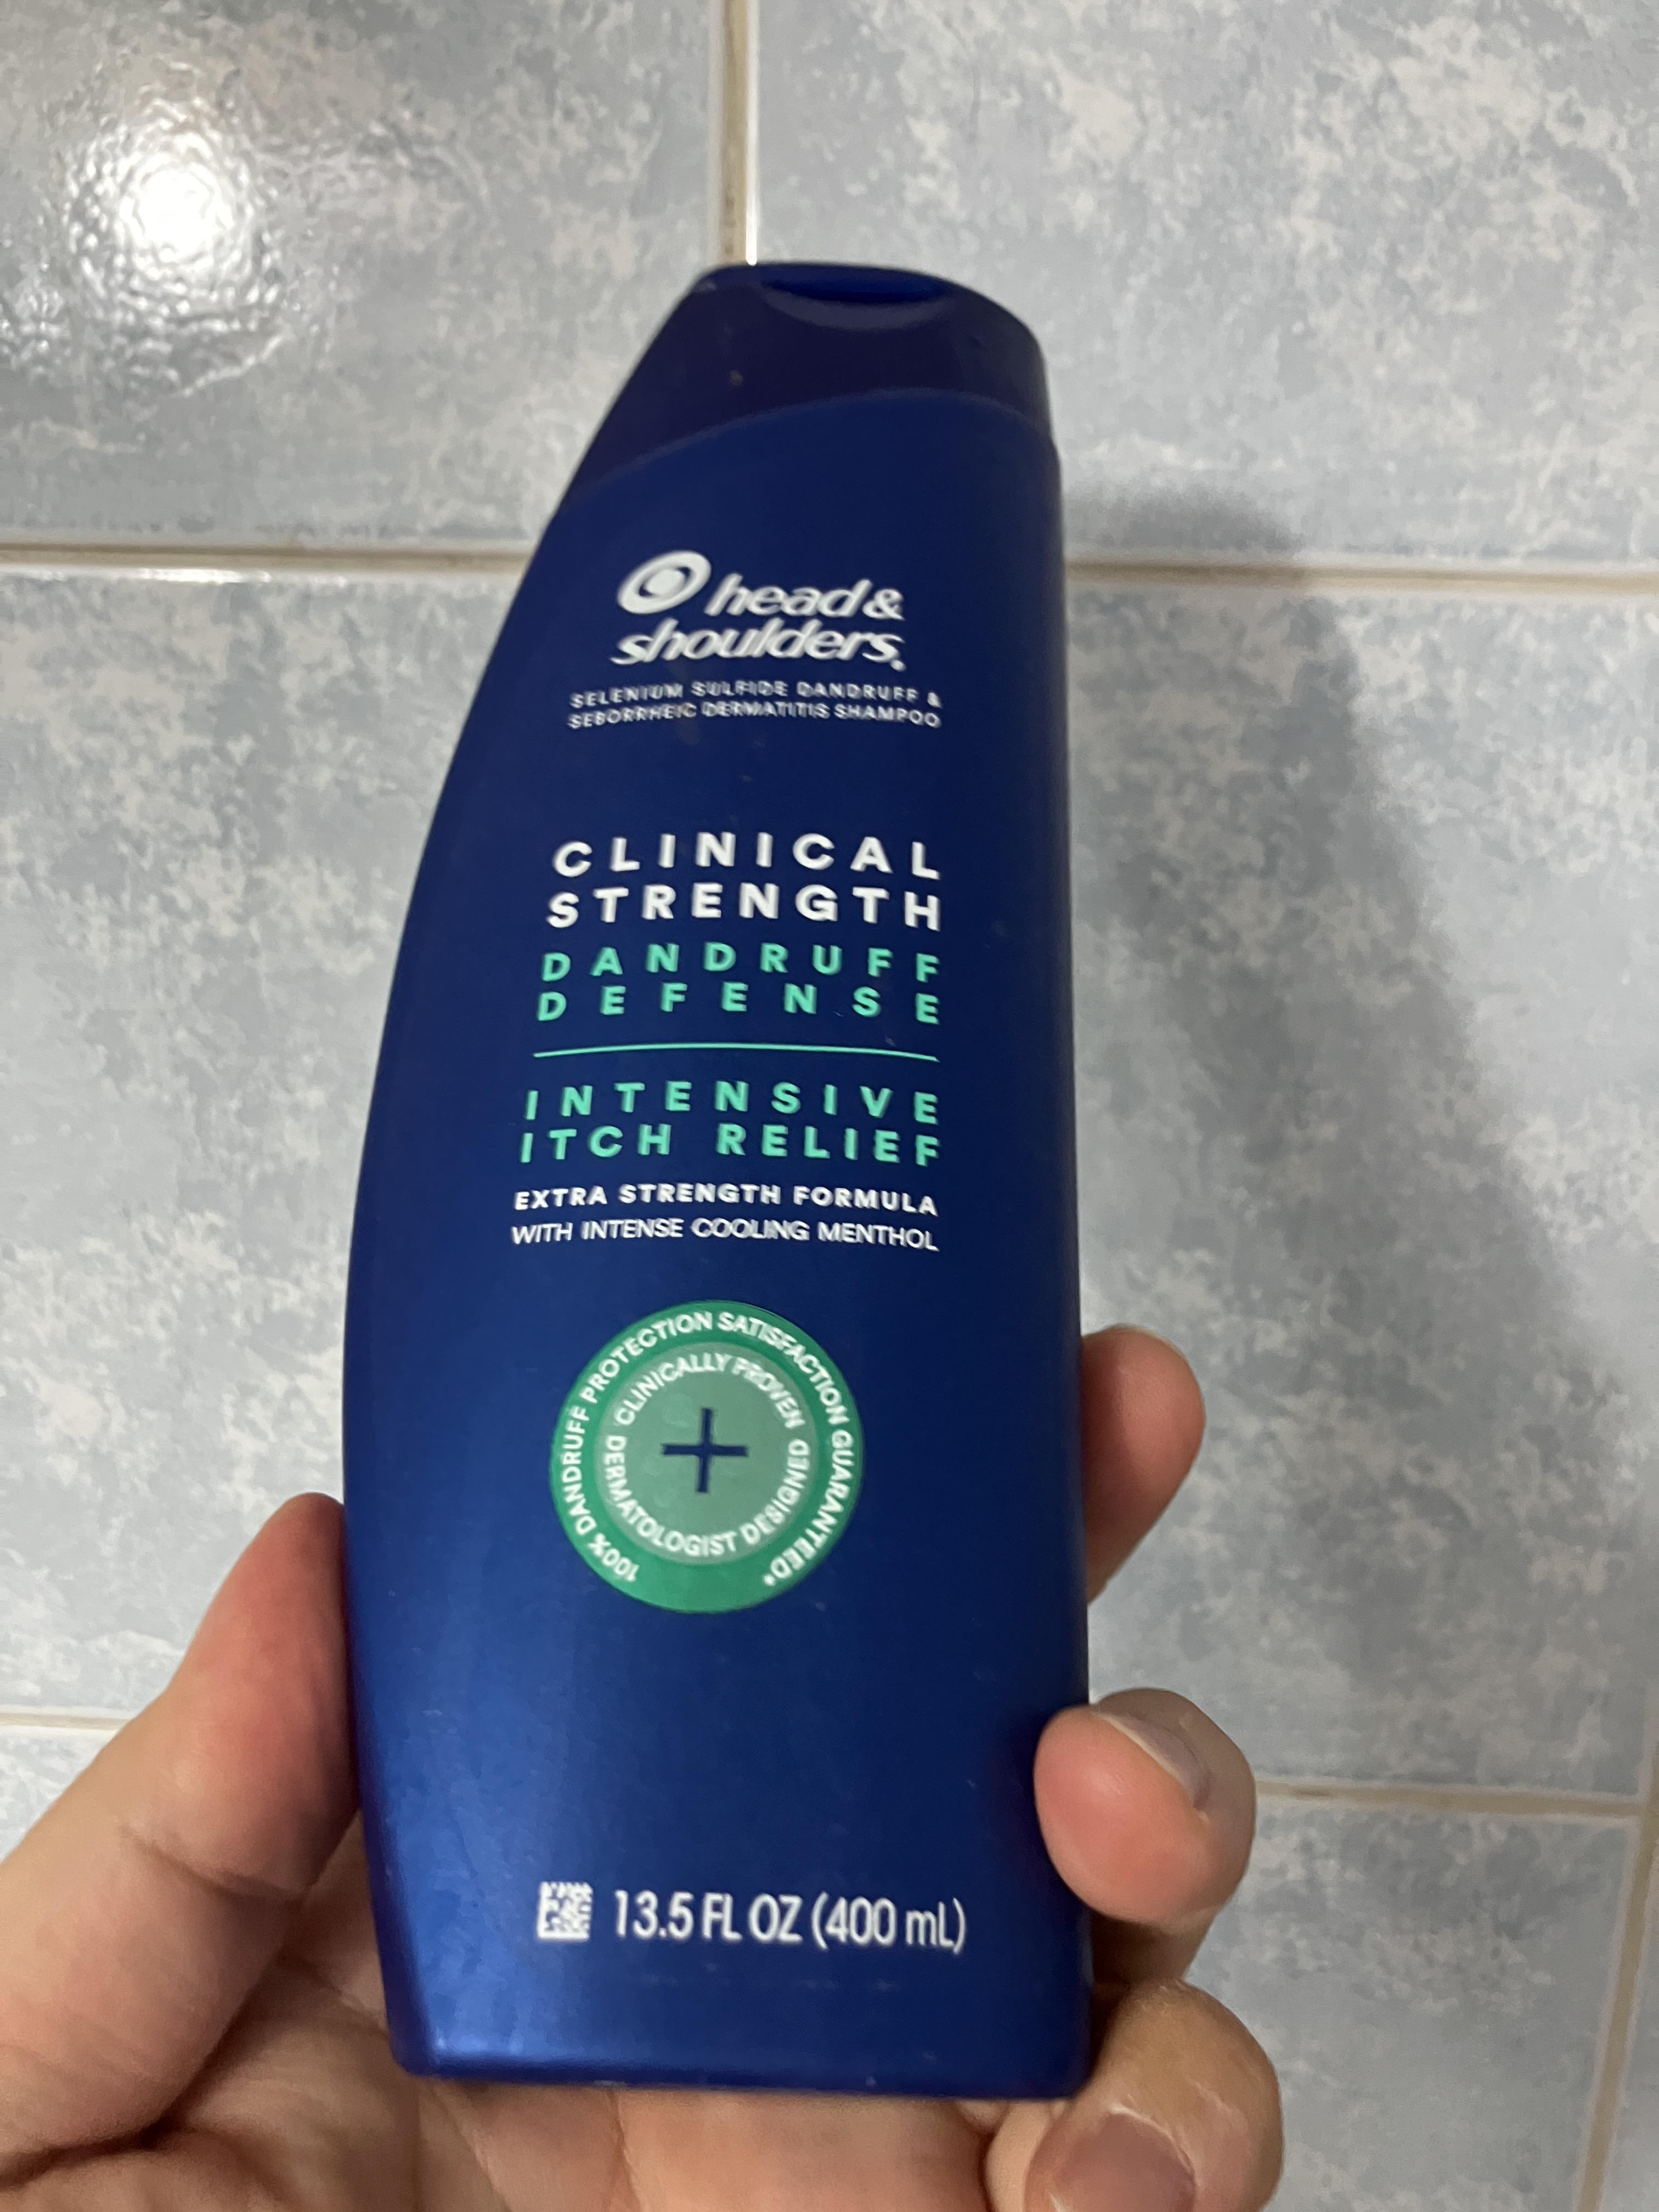 head &
shoulders.
SELENIUM SULFIDE DANDRUFF &
SEBORRHEIC DERMATITIS SHAMPOO
CLINICAL
STRENGTH
DANDRUFF
DEFENSE
INTENSIVE
ITCH RELIEF
EXTRA STRENGTH FORMULA
WITH INTENSE COOLING MENTHOL
100% DANDRUFF PROTECTION SATISFACTION GUARANTEED*
CLINICALLY PROVEN
DERMATOLOGIST DESIGNED
13.5 FL OZ (400 mL)